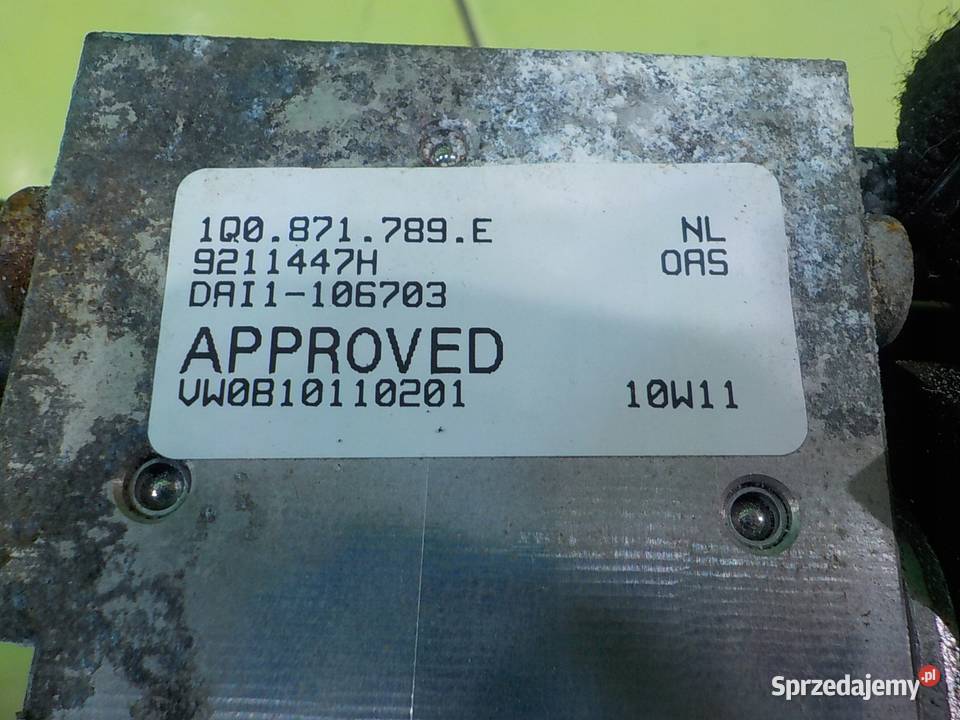 1Q0.871.789.E NL
9211447H OAS
DAI1-106703
APPROVED
VW0B10110201 10W11
Sprzedajemy.pl